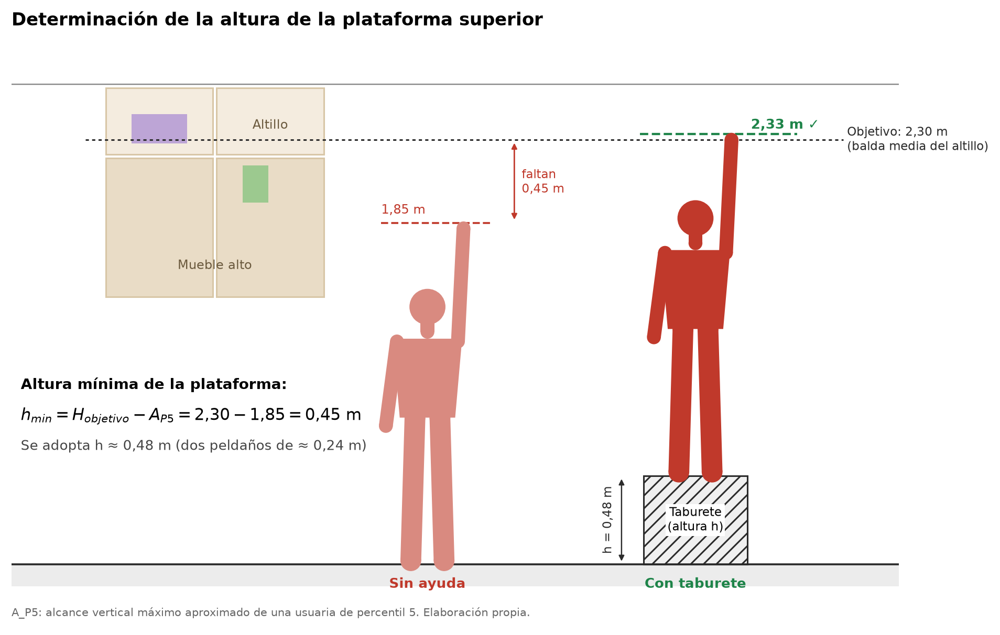 Determinación de la altura de la plataforma superior
Altillo
2,33 m ✓
Objetivo: 2,30 m
(balda media del altillo)
faltan
0,45 m
1,85 m
Mueble alto
Altura mínima de la plataforma:
h_min = H_objetivo − A_P5 = 2,30 − 1,85 = 0,45 m
Se adopta h ≈ 0,48 m (dos peldaños de ≈ 0,24 m)
h = 0,48 m
Taburete
(altura h)
Sin ayuda
Con taburete
A_P5: alcance vertical máximo aproximado de una usuaria de percentil 5. Elaboración propia.